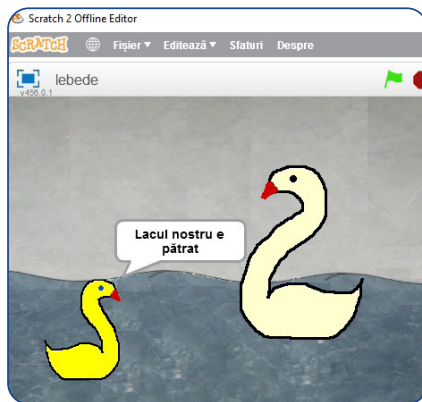 Scratch 2 Offline Editor
SCRATCH Fișier Editează Sfaturi Despre
lebede
v456.0.1
Lacul nostru e
pătrat